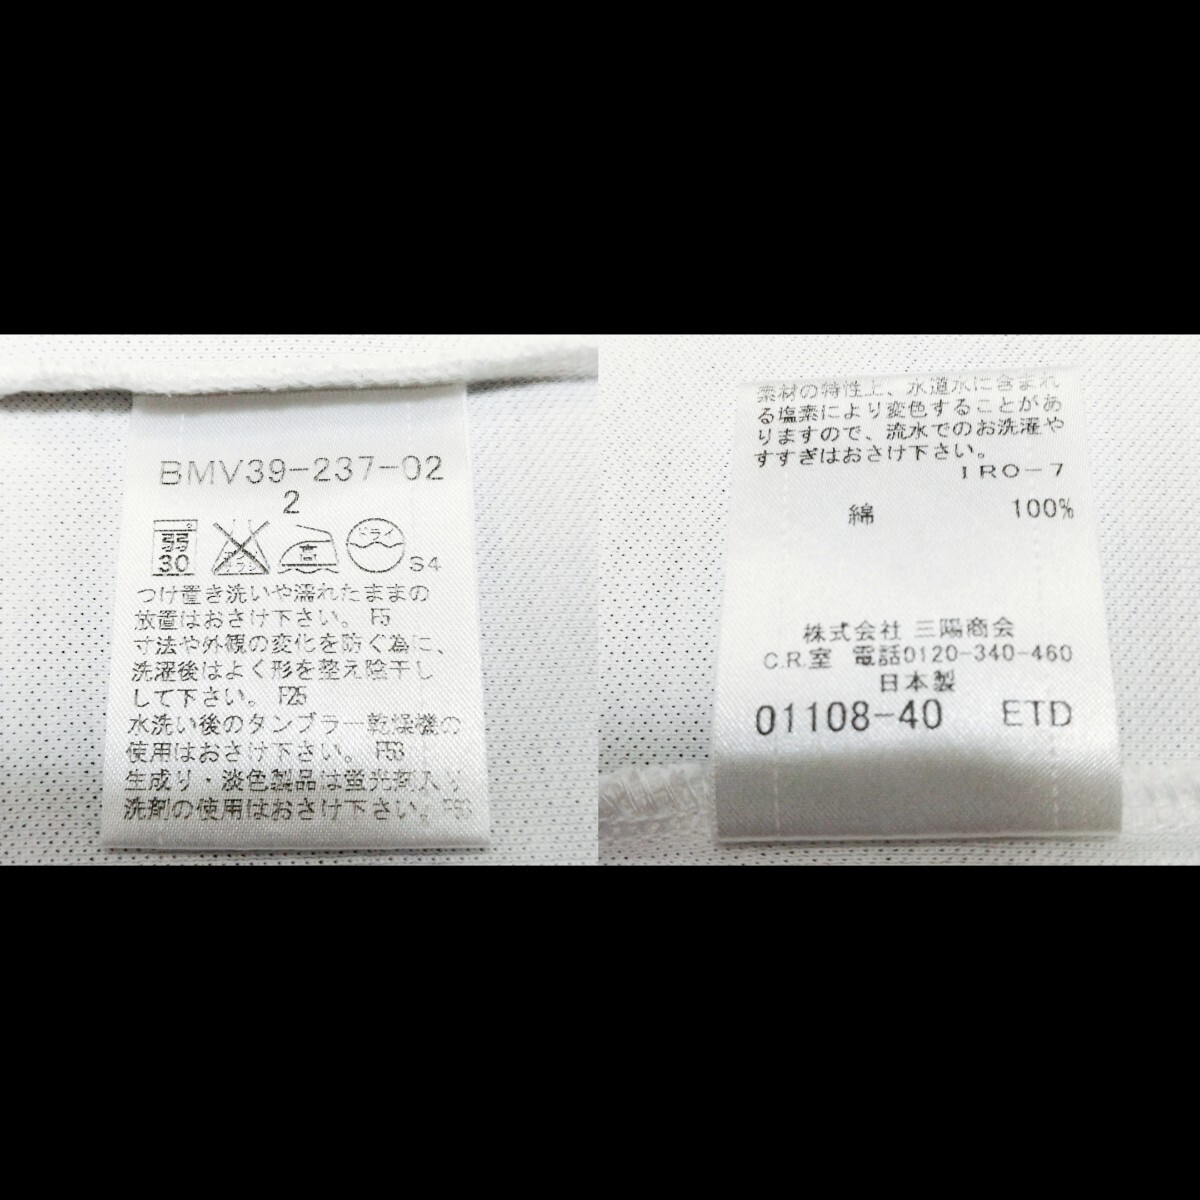 BMV39-237-02
2
弱
30
高
ドライ
S4
つけ置き洗いや濡れたままの
放置はおさけ下さい。 F5
寸法や外観の変化を防ぐ為に、
洗濯後はよく形を整え陰干し
して下さい。 F25
水洗い後のタンブラー乾燥機の
使用はおさけ下さい。 F53
生成り・淡色製品は蛍光剤入り
洗剤の使用はおさけ下さい。
素材の特性上、水道水に含まれ
る塩素により変色することがあ
りますので、流水でのお洗濯や
すすぎはおさけ下さい。
IRO-7
綿 100%
株式会社 三陽商会
C.R.室 電話0120-340-460
日本製
01108-40 ETD